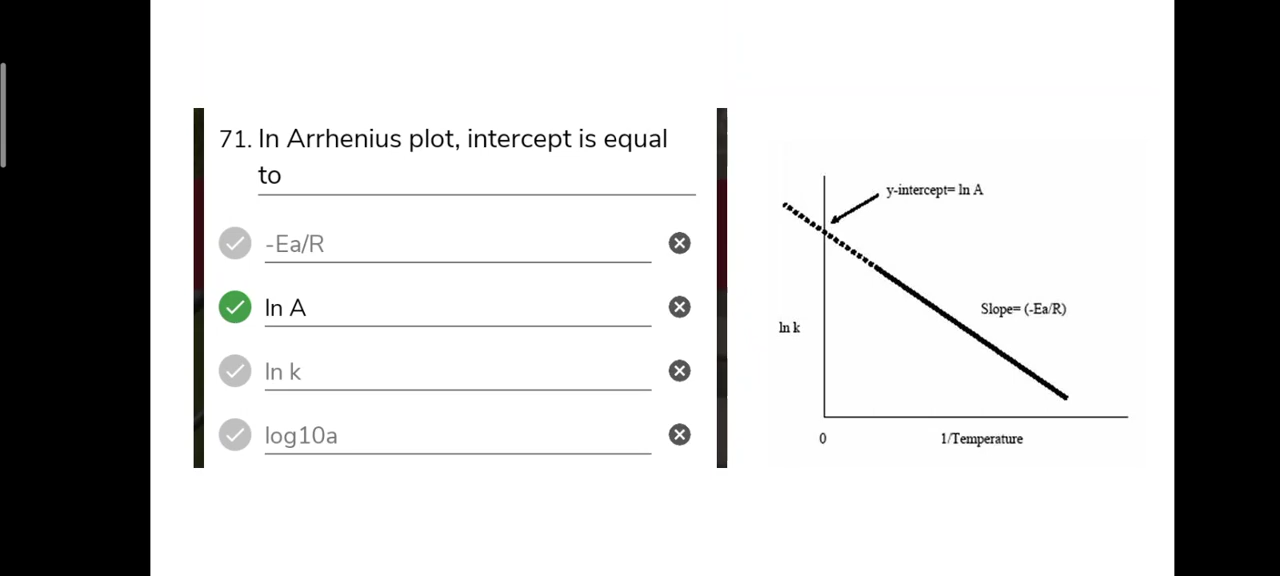 71. In Arrhenius plot, intercept is equal
to
-Ea/R
ln A
ln k
log10a
y-intercept= ln A
Slope= (-Ea/R)
ln k
0
1/Temperature